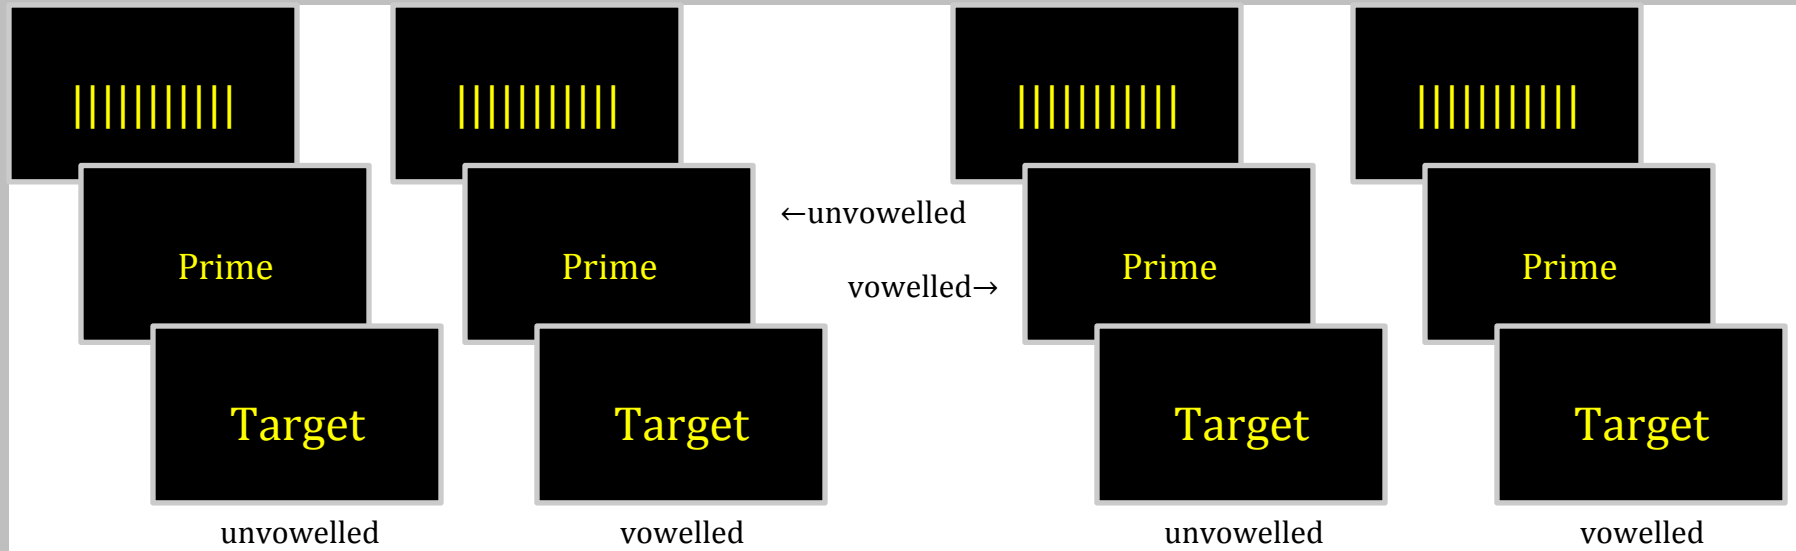 ||||||||||| ||||||||||| ||||||||||| |||||||||||
←unvowelled
Prime Prime Prime Prime
vowelled→
Target Target Target Target
unvowelled vowelled unvowelled vowelled